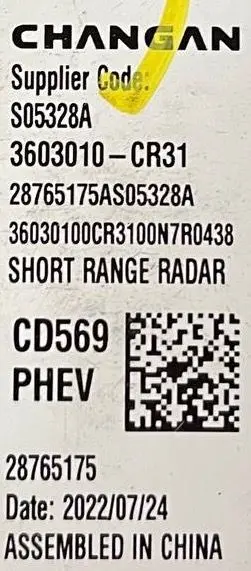 CHANGAN
Supplier Code:
S05328A
3603010-CR31
28765175AS05328A
36030100CR3100N7R0438
SHORT RANGE RADAR
CD569
PHEV
28765175
Date: 2022/07/24
ASSEMBLED IN CHINA